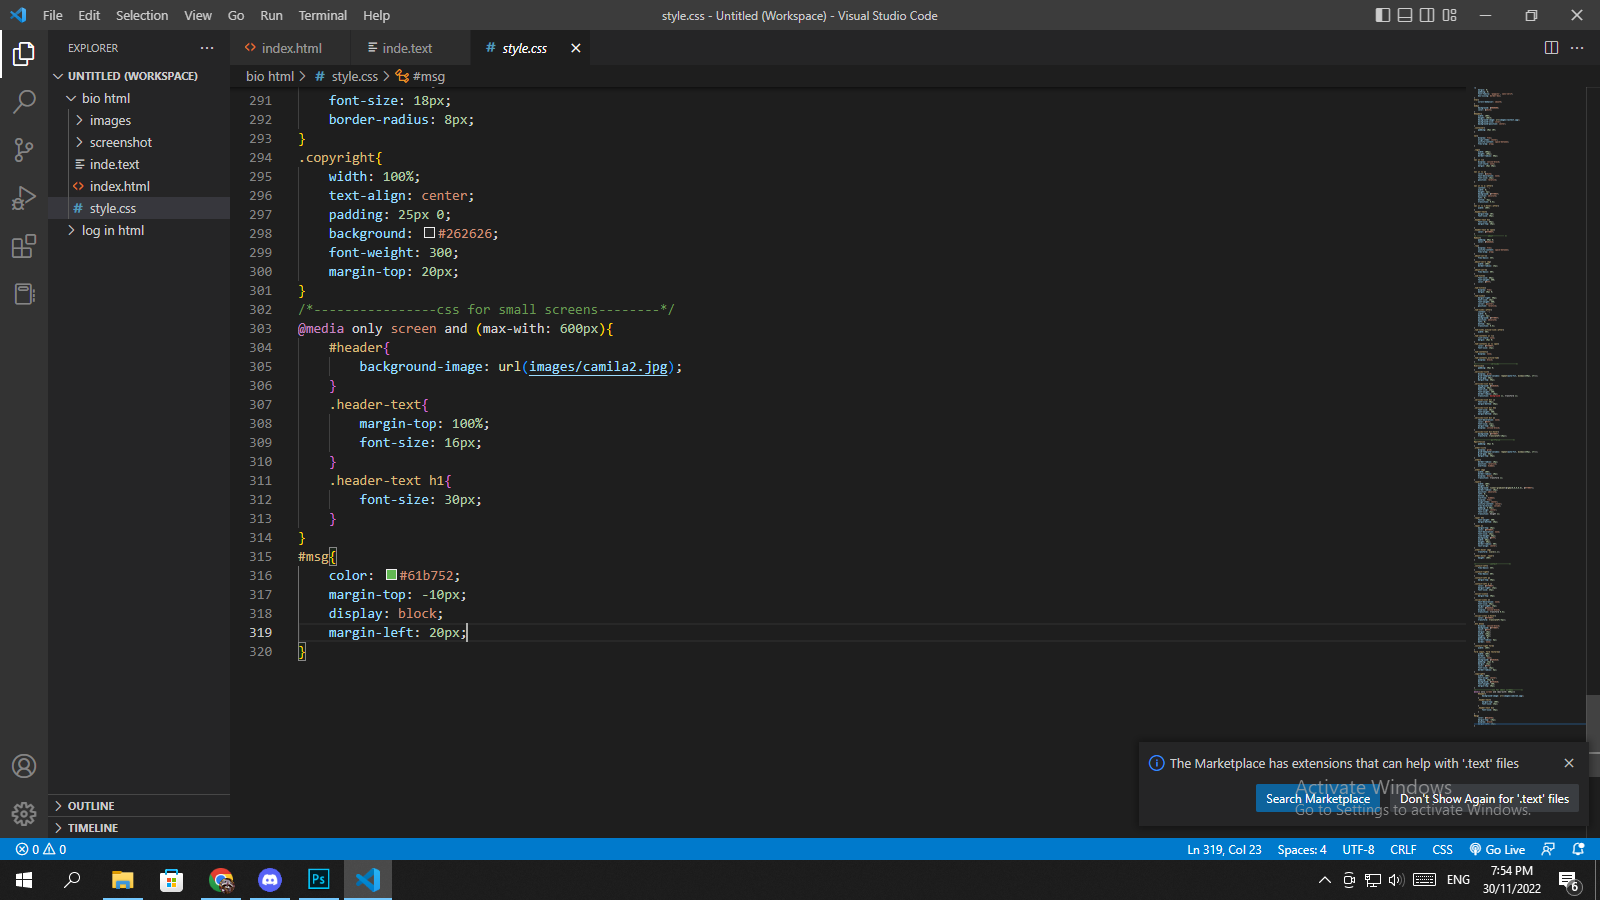 File Edit Selection View Go Run Terminal Help
style.css - Untitled (Workspace) - Visual Studio Code
EXPLORER
UNTITLED (WORKSPACE)
bio html
images
screenshot
inde.text
index.html
style.css
log in html
OUTLINE
TIMELINE
index.html inde.text style.css
bio html > style.css > #msg
291 font-size: 18px;
292 border-radius: 8px;
293 }
294 .copyright{
295 width: 100%;
296 text-align: center;
297 padding: 25px 0;
298 background: #262626;
299 font-weight: 300;
300 margin-top: 20px;
301 }
302 /*----------------css for small screens--------*/
303 @media only screen and (max-with: 600px){
304 #header{
305 background-image: url(images/camila2.jpg);
306 }
307 .header-text{
308 margin-top: 100%;
309 font-size: 16px;
310 }
311 .header-text h1{
312 font-size: 30px;
313 }
314 }
315 #msg{
316 color: #61b752;
317 margin-top: -10px;
318 display: block;
319 margin-left: 20px;
320 }
The Marketplace has extensions that can help with '.text' files
Search Marketplace Don't Show Again for '.text' files
Activate Windows
Go to Settings to activate Windows.
0 0 Ln 319, Col 23 Spaces: 4 UTF-8 CRLF CSS Go Live
Ps
ENG
7:54 PM
30/11/2022
6